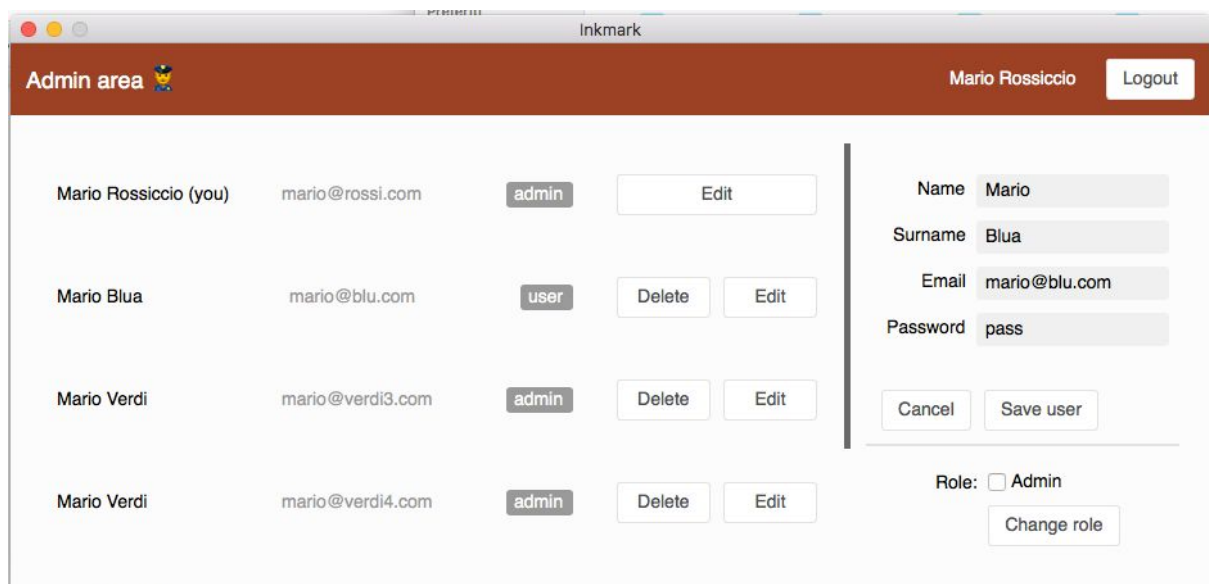 Inkmark
Admin area
Mario Rossiccio
Logout
Mario Rossiccio (you) mario@rossi.com admin Edit
Mario Blua mario@blu.com user Delete Edit
Mario Verdi mario@verdi3.com admin Delete Edit
Mario Verdi mario@verdi4.com admin Delete Edit
Name Mario
Surname Blua
Email mario@blu.com
Password pass
Cancel Save user
Role: Admin
Change role